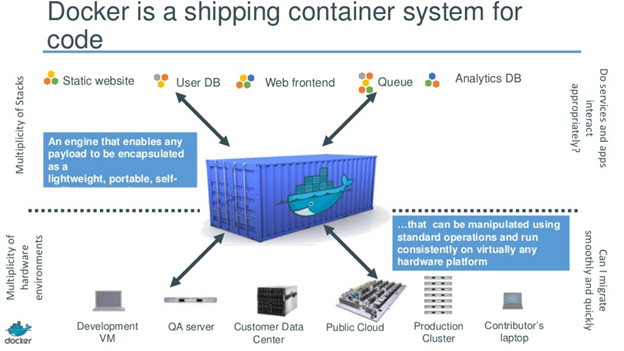 Docker is a shipping container system for
code
Multiplicity of Stacks
Static website
User DB
Web frontend
Queue
Analytics DB
Do services and apps
interact
appropriately?
An engine that enables any
payload to be encapsulated
as a
lightweight, portable, self-
…that can be manipulated using
standard operations and run
consistently on virtually any
hardware platform
Multiplicity of
hardware
environments
Can I migrate
smoothly and quickly
Development
VM
QA server
Customer Data
Center
Public Cloud
Production
Cluster
Contributor's
laptop
docker